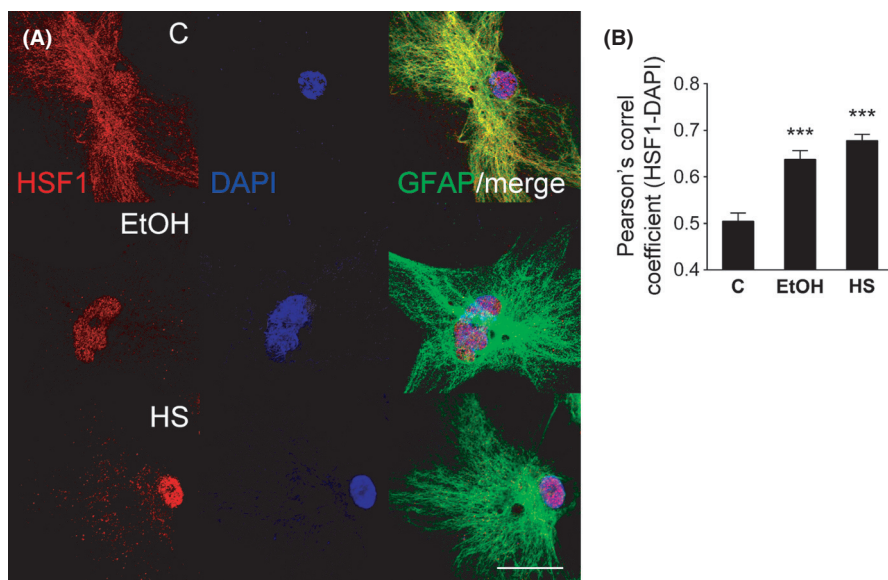 (A)
C
HSF1
DAPI
GFAP/merge
EtOH
HS
(B)
Pearson's correl
coefficient (HSF1-DAPI)
0.8
0.7
0.6
0.5
0.4
***
***
C EtOH HS